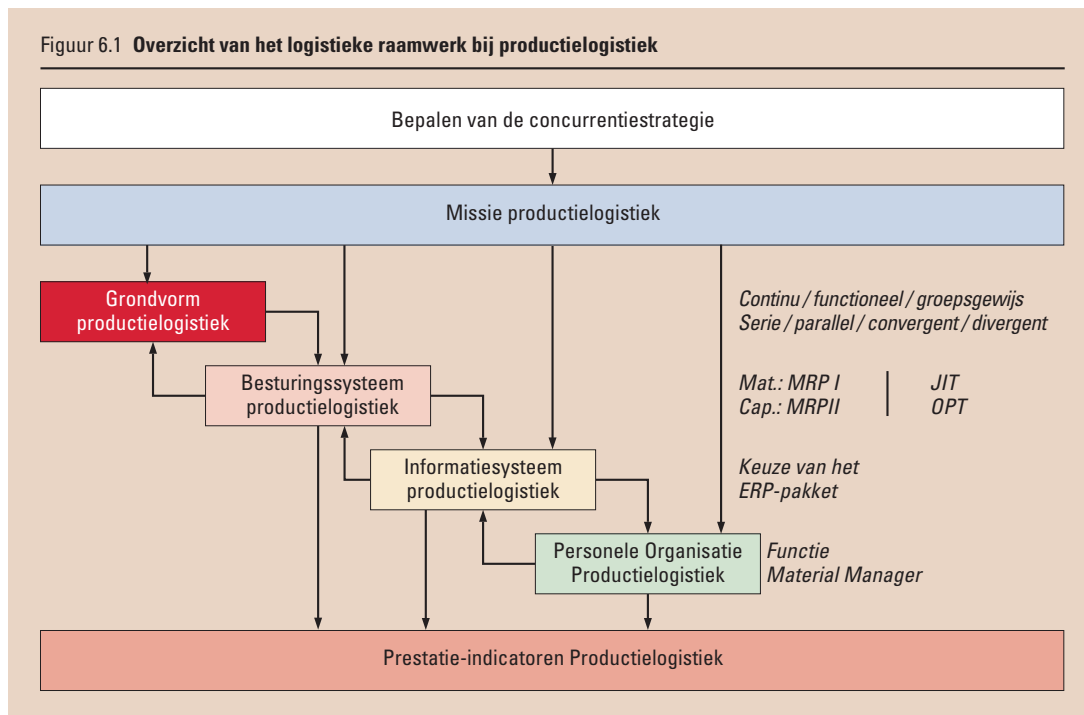 Figuur 6.1 Overzicht van het logistieke raamwerk bij productielogistiek
Bepalen van de concurrentiestrategie
Missie productielogistiek
Grondvorm
productielogistiek
Continu / functioneel / groepsgewijs
Serie / parallel / convergent / divergent
Besturingssysteem
productielogistiek
Mat.: MRP I | JIT
Cap.: MRPII | OPT
Informatiesysteem
productielogistiek
Keuze van het
ERP-pakket
Personele Organisatie
Productielogistiek
Functie
Material Manager
Prestatie-indicatoren Productielogistiek